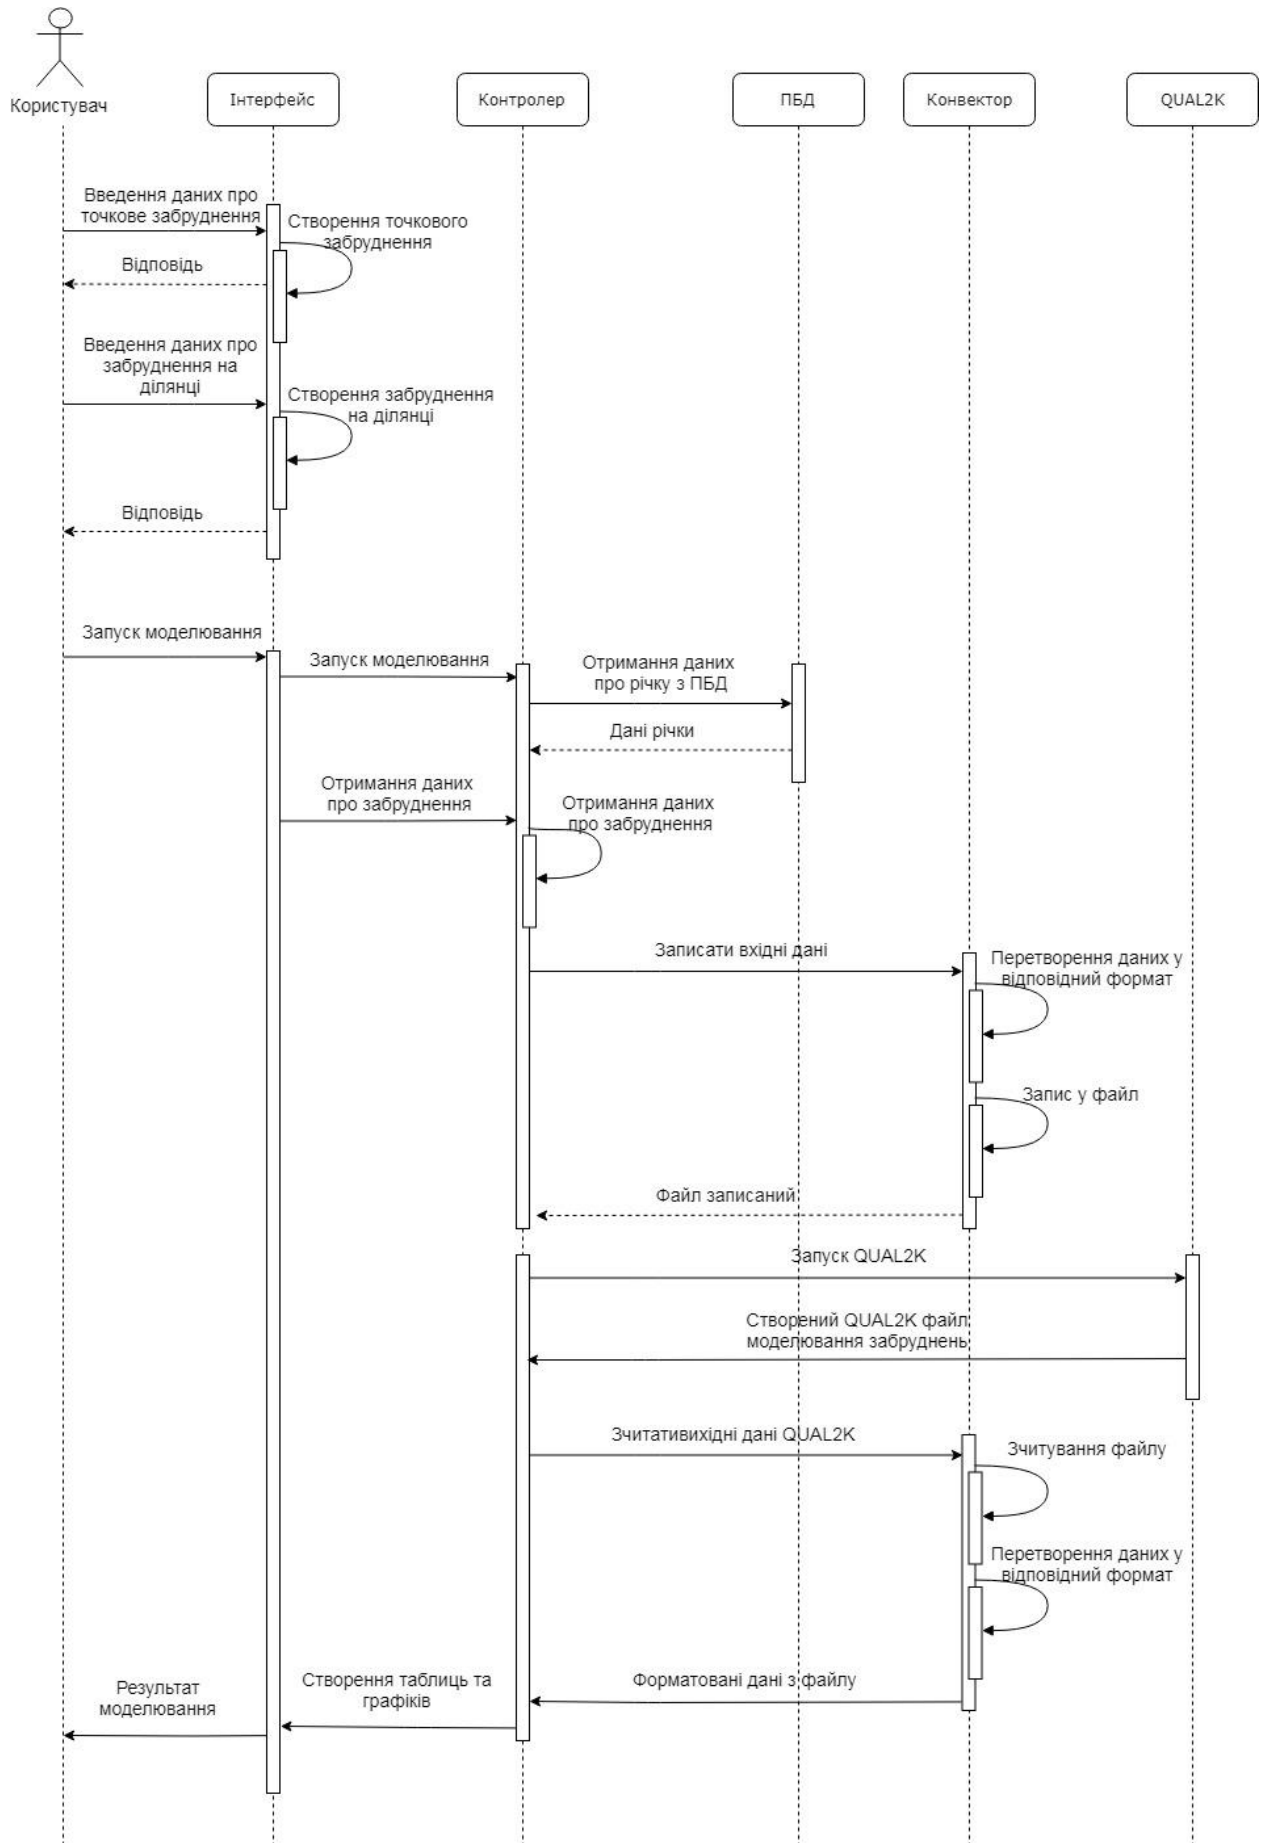 Користувач
Інтерфейс
Контролер
ПБД
Конвектор
QUAL2K
Введення даних про
точкове забруднення
Створення точкового
забруднення
Відповідь
Введення даних про
забруднення на
ділянці
Створення забруднення
на ділянці
Відповідь
Запуск моделювання
Запуск моделювання
Отримання даних
про річку з ПБД
Дані річки
Отримання даних
про забруднення
Отримання даних
про забруднення
Записати вхідні дані
Перетворення даних у
відповідний формат
Запис у файл
Файл записаний
Запуск QUAL2K
Створений QUAL2K файл
моделювання забруднень
Зчитативихідні дані QUAL2K
Зчитування файлу
Перетворення даних у
відповідний формат
Форматовані дані з файлу
Створення таблиць та
графіків
Результат
моделювання